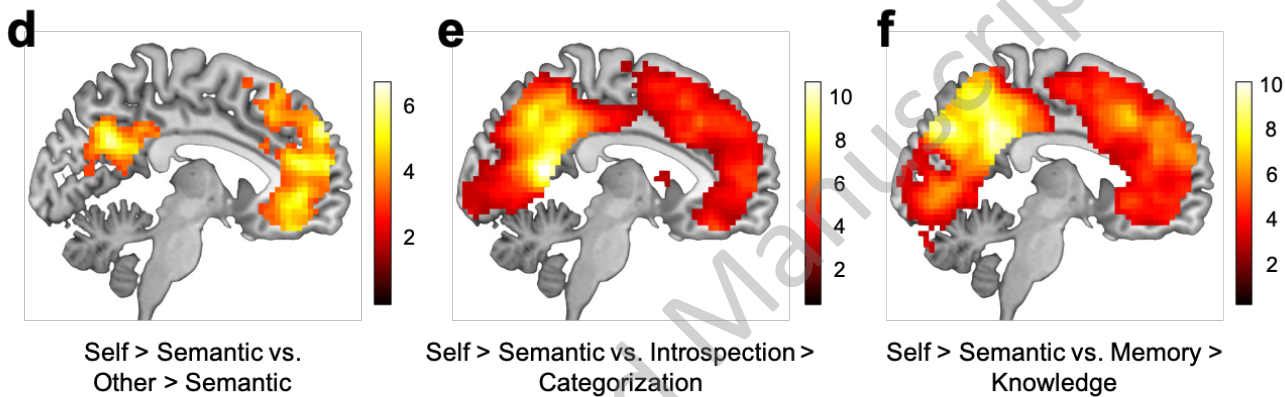 d
e
f
6
4
2
10
8
6
4
2
10
8
6
4
2
Self > Semantic vs.
Other > Semantic
Self > Semantic vs. Introspection >
Categorization
Self > Semantic vs. Memory >
Knowledge
d Manuscrip